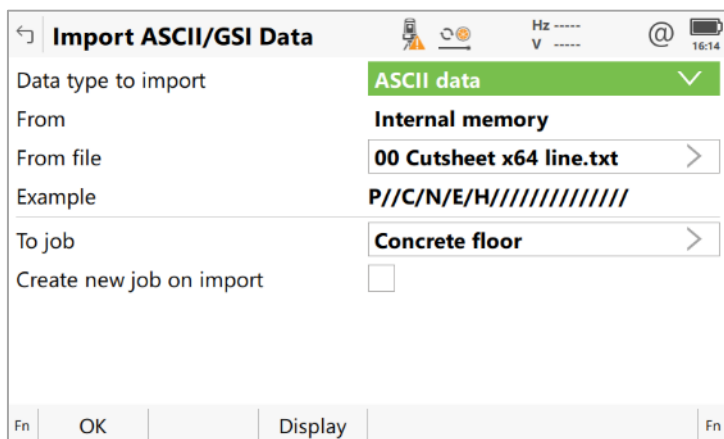 Import ASCII/GSI Data
Hz -----
V -----
@
16:14
Data type to import ASCII data
From Internal memory
From file 00 Cutsheet x64 line.txt
Example P//C/N/E/H//////////////
To job Concrete floor
Create new job on import
Fn OK Display Fn